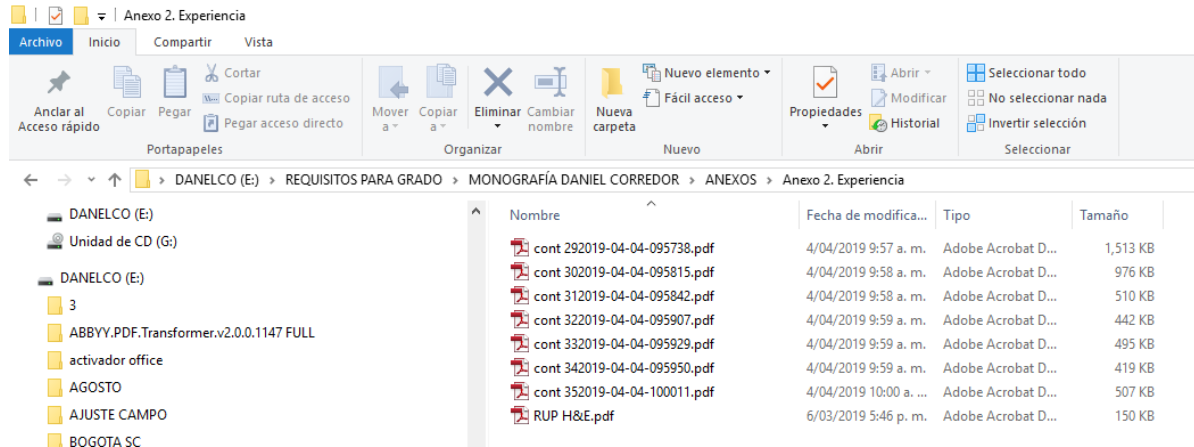 Anexo 2. Experiencia
Archivo Inicio Compartir Vista
Anclar al Acceso rápido
Copiar
Pegar
Cortar
Copiar ruta de acceso
Pegar acceso directo
Portapapeles
Mover a
Copiar a
Eliminar
Cambiar nombre
Organizar
Nueva carpeta
Nuevo elemento
Fácil acceso
Nuevo
Propiedades
Abrir
Modificar
Historial
Abrir
Seleccionar todo
No seleccionar nada
Invertir selección
Seleccionar
DANELCO (E:) > REQUISITOS PARA GRADO > MONOGRAFÍA DANIEL CORREDOR > ANEXOS > Anexo 2. Experiencia
DANELCO (E:)
Unidad de CD (G:)
DANELCO (E:)
3
ABBYY.PDF.Transformer.v2.0.0.1147 FULL
activador office
AGOSTO
AJUSTE CAMPO
BOGOTA SC
Nombre Fecha de modifica... Tipo Tamaño
cont 292019-04-04-095738.pdf 4/04/2019 9:57 a. m. Adobe Acrobat D... 1,513 KB
cont 302019-04-04-095815.pdf 4/04/2019 9:58 a. m. Adobe Acrobat D... 976 KB
cont 312019-04-04-095842.pdf 4/04/2019 9:58 a. m. Adobe Acrobat D... 510 KB
cont 322019-04-04-095907.pdf 4/04/2019 9:59 a. m. Adobe Acrobat D... 442 KB
cont 332019-04-04-095929.pdf 4/04/2019 9:59 a. m. Adobe Acrobat D... 495 KB
cont 342019-04-04-095950.pdf 4/04/2019 9:59 a. m. Adobe Acrobat D... 419 KB
cont 352019-04-04-100011.pdf 4/04/2019 10:00 a. ... Adobe Acrobat D... 507 KB
RUP H&E.pdf 6/03/2019 5:46 p. m. Adobe Acrobat D... 150 KB